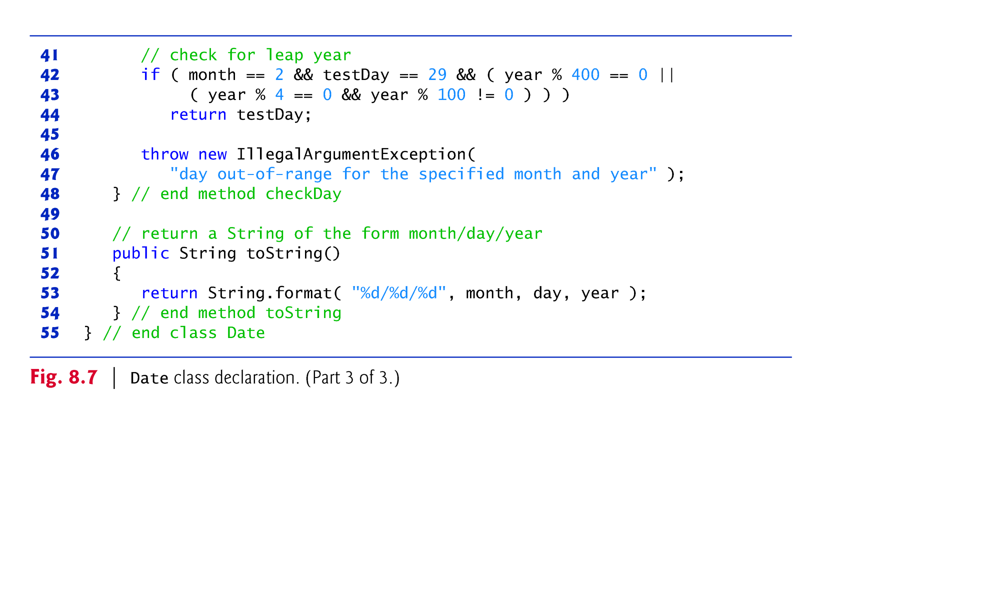 41 // check for leap year
42 if ( month == 2 && testDay == 29 && ( year % 400 == 0 ||
43 ( year % 4 == 0 && year % 100 != 0 ) ) )
44 return testDay;
45
46 throw new IllegalArgumentException(
47 "day out-of-range for the specified month and year" );
48 } // end method checkDay
49
50 // return a String of the form month/day/year
51 public String toString()
52 {
53 return String.format( "%d/%d/%d", month, day, year );
54 } // end method toString
55 } // end class Date
Fig. 8.7 | Date class declaration. (Part 3 of 3.)